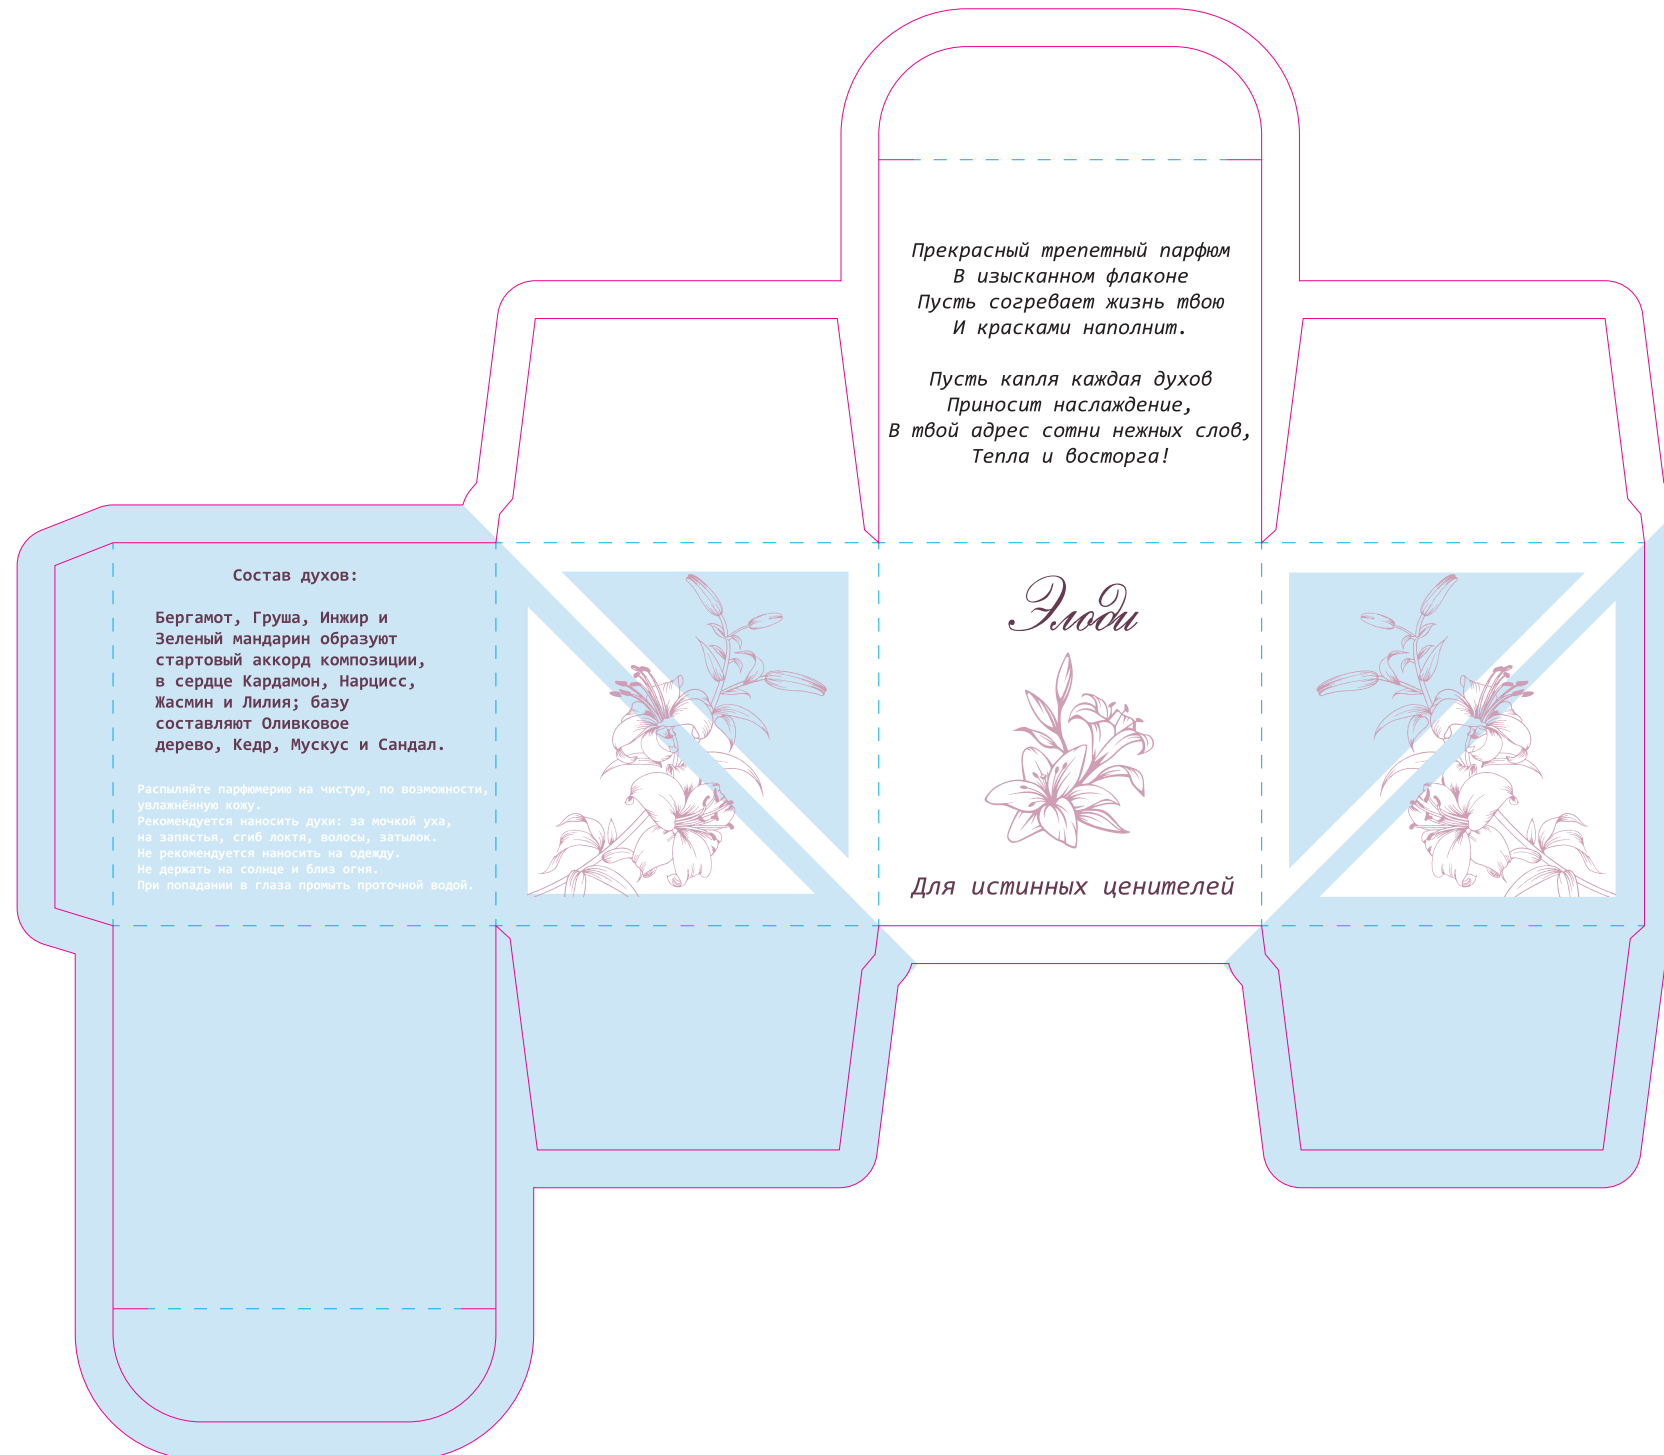 Прекрасный трепетный парфюм
В изысканном флаконе
Пусть согревает жизнь твою
И красками наполнит.
Пусть капля каждая духов
Приносит наслаждение,
В твой адрес сотни нежных слов,
Тепла и восторга!
Состав духов:
Бергамот, Груша, Инжир и
Зеленый мандарин образуют
стартовый аккорд композиции,
в сердце Кардамон, Нарцисс,
Жасмин и Лилия; базу
составляют Оливковое
дерево, Кедр, Мускус и Сандал.
Распыляйте парфюмерию на чистую, по возможности,
увлажнённую кожу.
Рекомендуется наносить духи: за мочкой уха,
на запястья, сгиб локтя, волосы, затылок.
Не рекомендуется наносить на одежду.
Не держать на солнце и близ огня.
При попадании в глаза промыть проточной водой.
Элоди
Для истинных ценителей